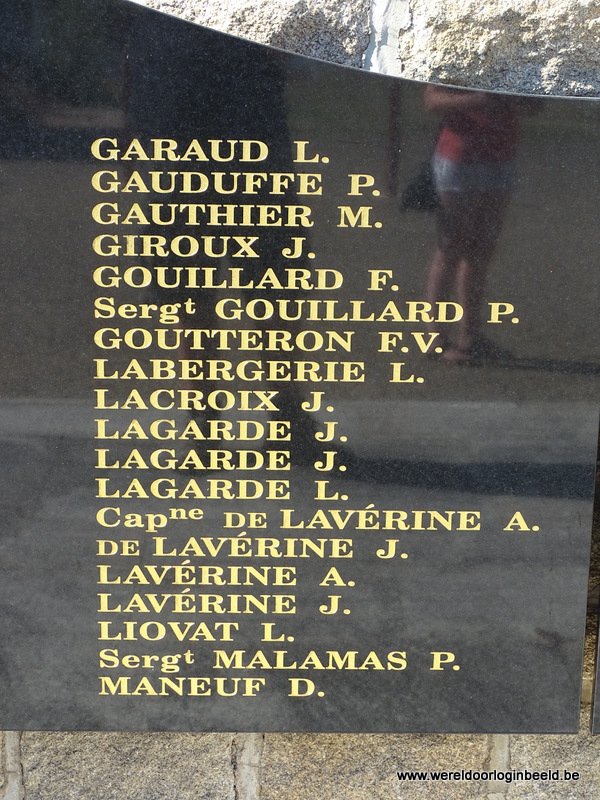 GARAUD L.
GAUDUFFE P.
GAUTHIER M.
GIROUX J.
GOUILLARD F.
Sergt GOUILLARD P.
GOUTTERON F.V.
LABERGERIE L.
LACROIX J.
LAGARDE J.
LAGARDE J.
LAGARDE L.
Capne DE LAVÉRINE A.
DE LAVÉRINE J.
LAVÉRINE A.
LAVÉRINE J.
LIOVAT L.
Sergt MALAMAS P.
MANEUF D.
www.wereldoorloginbeeld.be